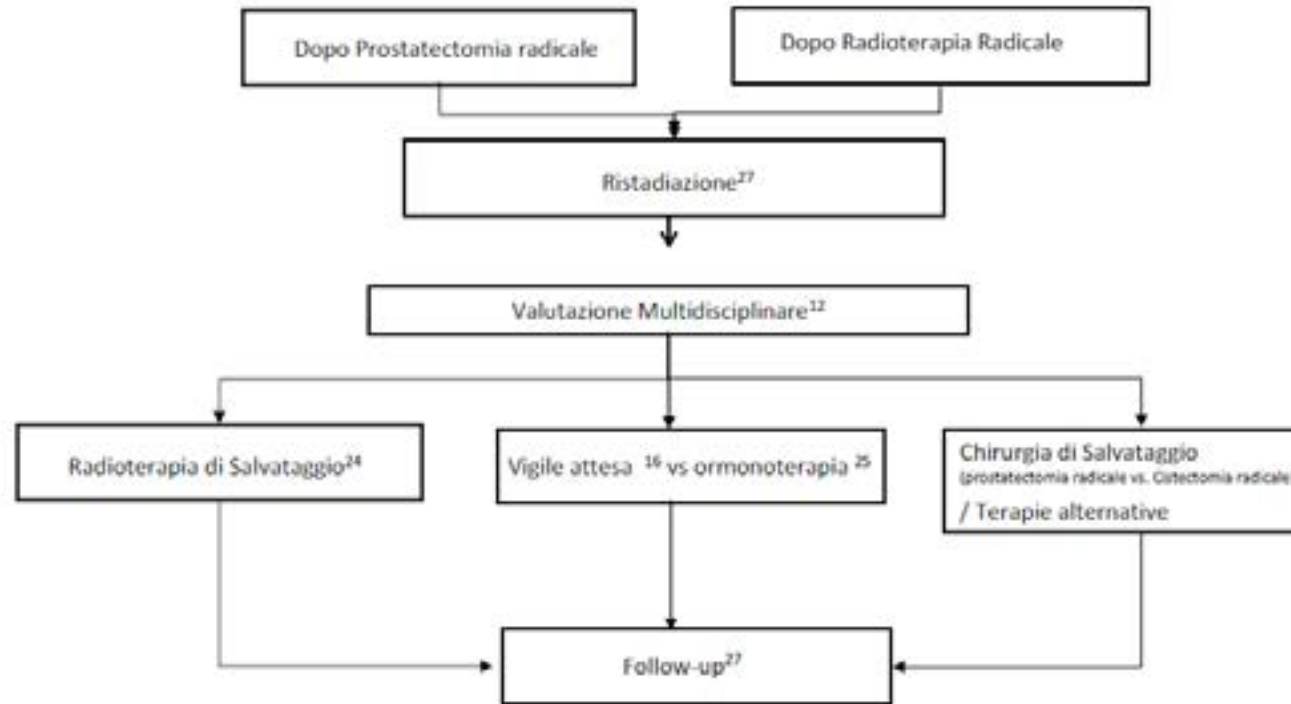 Dopo Prostatectomia radicale
Dopo Radioterapia Radicale
Ristadiazione²⁷
Valutazione Multidisciplinare¹²
Radioterapia di Salvataggio²⁴
Vigile attesa ¹⁶ vs ormonoterapia ²⁵
Chirurgia di Salvataggio
(prostatectomia radicale vs. Cistectomia radicale)
/ Terapie alternative
Follow-up²⁷